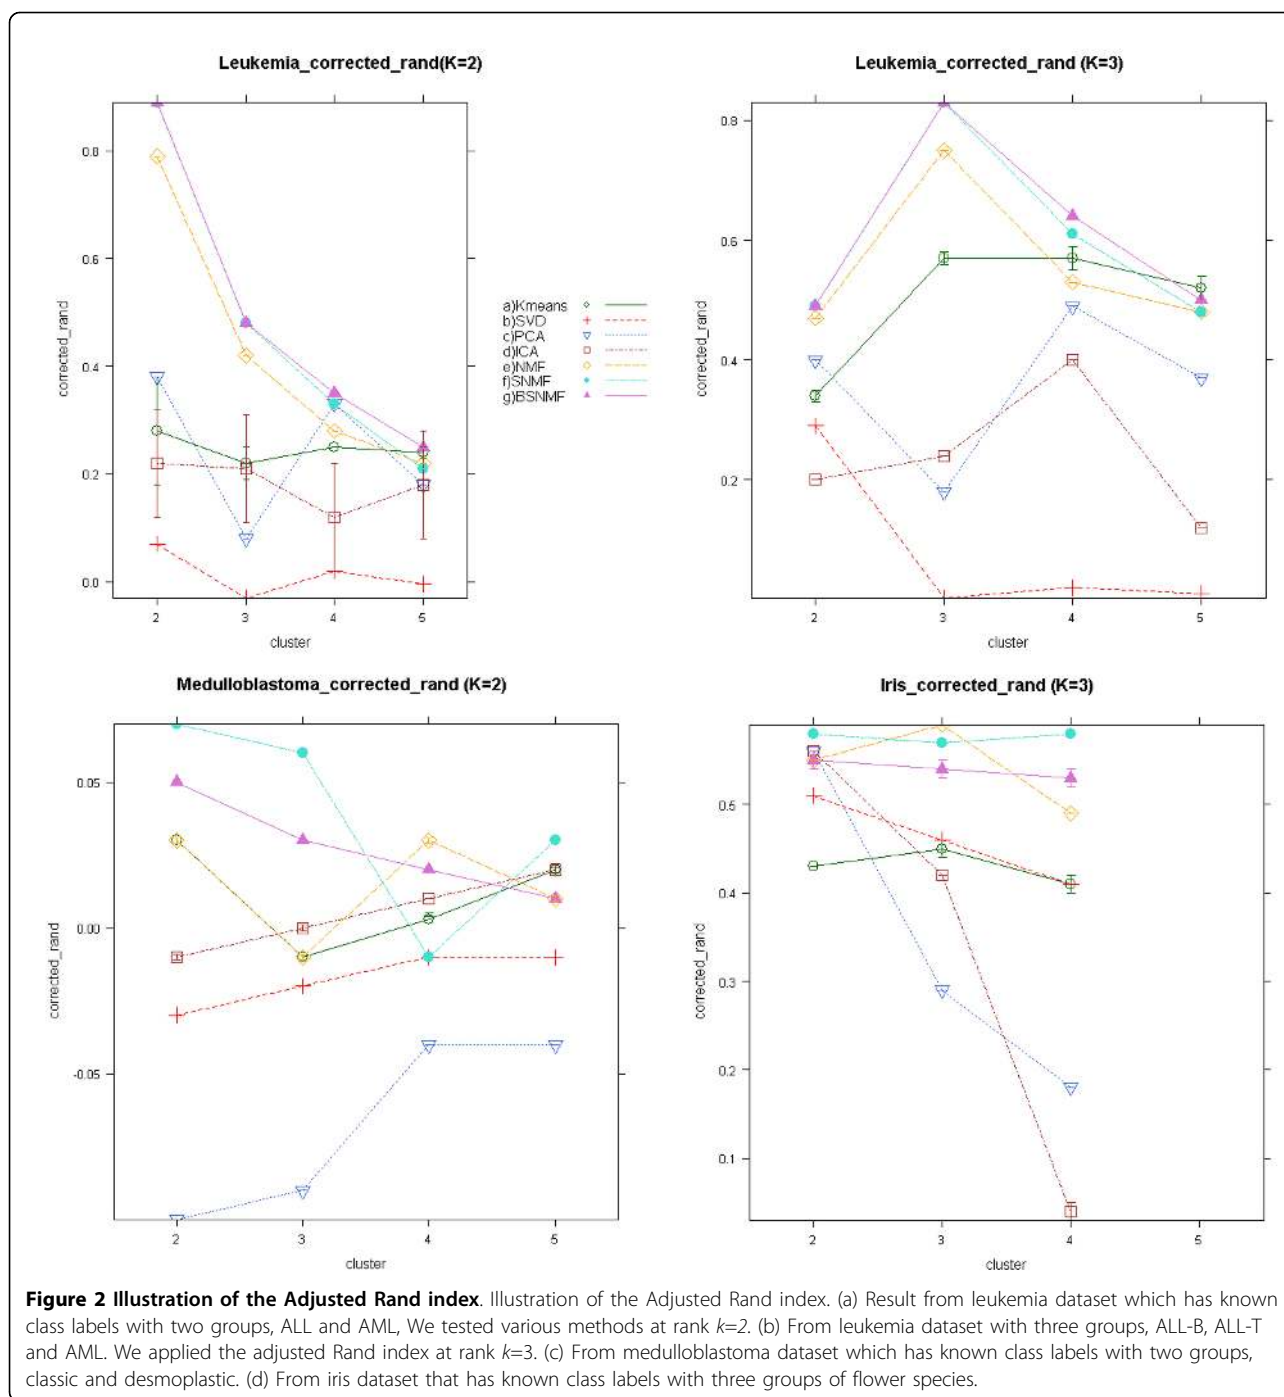 Leukemia_corrected_rand(K=2)
0.8
0.6
0.4
0.2
0.0
corrected_rand
2 3 4 5
cluster
a)Kmeans
b)SVD
c)PCA
d)ICA
e)NMF
f)SNMF
g)BSNMF
Leukemia_corrected_rand (K=3)
0.8
0.6
0.4
0.2
corrected_rand
2 3 4 5
cluster
Medulloblastoma_corrected_rand (K=2)
0.05
0.00
-0.05
corrected_rand
2 3 4 5
cluster
Iris_corrected_rand (K=3)
0.5
0.4
0.3
0.2
0.1
corrected_rand
2 3 4 5
cluster
Figure 2 Illustration of the Adjusted Rand index. Illustration of the Adjusted Rand index. (a) Result from leukemia dataset which has known
class labels with two groups, ALL and AML, We tested various methods at rank k=2. (b) From leukemia dataset with three groups, ALL-B, ALL-T
and AML. We applied the adjusted Rand index at rank k=3. (c) From medulloblastoma dataset which has known class labels with two groups,
classic and desmoplastic. (d) From iris dataset that has known class labels with three groups of flower species.